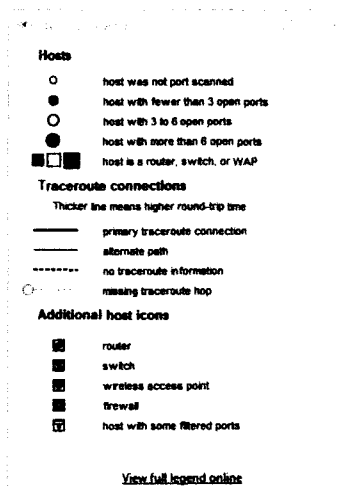 Hosts
host was not port scanned
host with fewer than 3 open ports
host with 3 to 6 open ports
host with more than 6 open ports
host is a router, switch, or WAP
Traceroute connections
Thicker line means higher round-trip time
primary traceroute connection
alternate path
no traceroute information
missing traceroute hop
Additional host icons
router
switch
wireless access point
firewall
host with some filtered ports
View full legend online